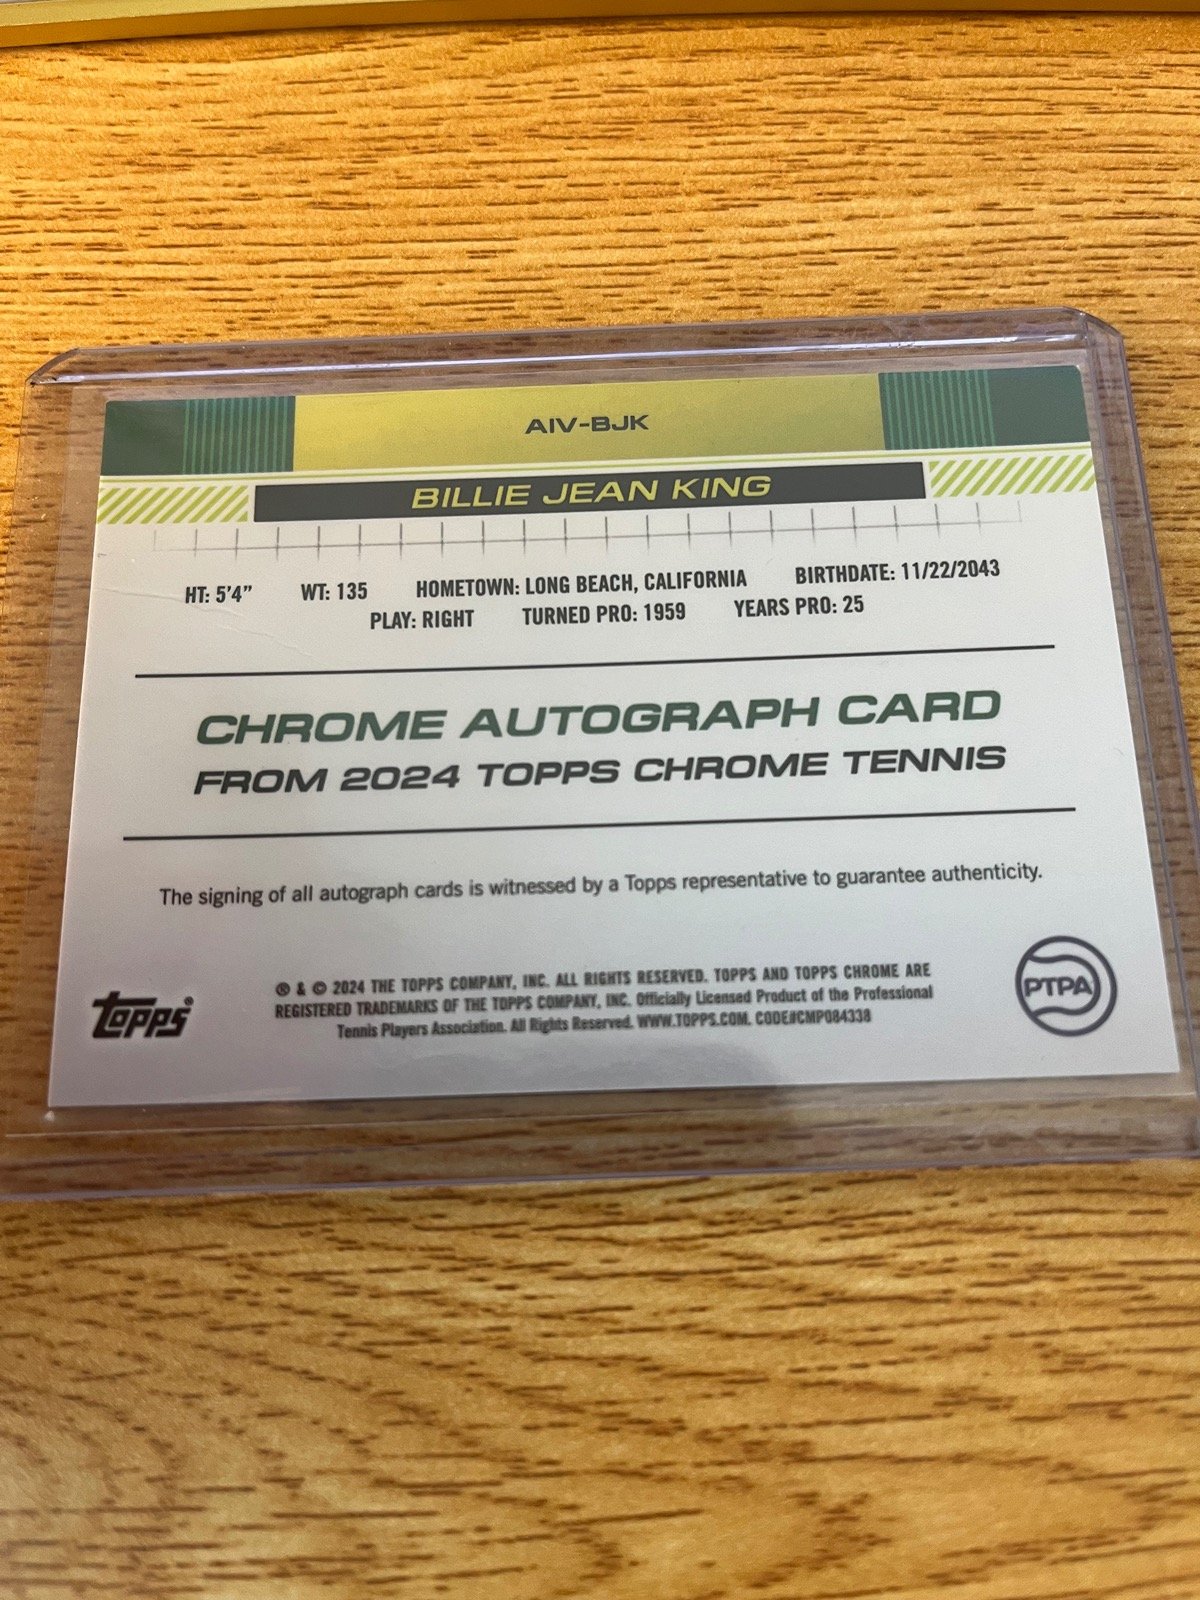 AIV-BJK
BILLIE JEAN KING
HT: 5'4" WT: 135 HOMETOWN: LONG BEACH, CALIFORNIA BIRTHDATE: 11/22/2043
PLAY: RIGHT TURNED PRO: 1959 YEARS PRO: 25
CHROME AUTOGRAPH CARD
FROM 2024 TOPPS CHROME TENNIS
The signing of all autograph cards is witnessed by a Topps representative to guarantee authenticity.
Topps®
® & © 2024 THE TOPPS COMPANY, INC. ALL RIGHTS RESERVED. TOPPS AND TOPPS CHROME ARE
REGISTERED TRADEMARKS OF THE TOPPS COMPANY, INC. Officially Licensed Product of the Professional
Tennis Players Association. All Rights Reserved. WWW.TOPPS.COM. CODE#CMP084338
PTPA